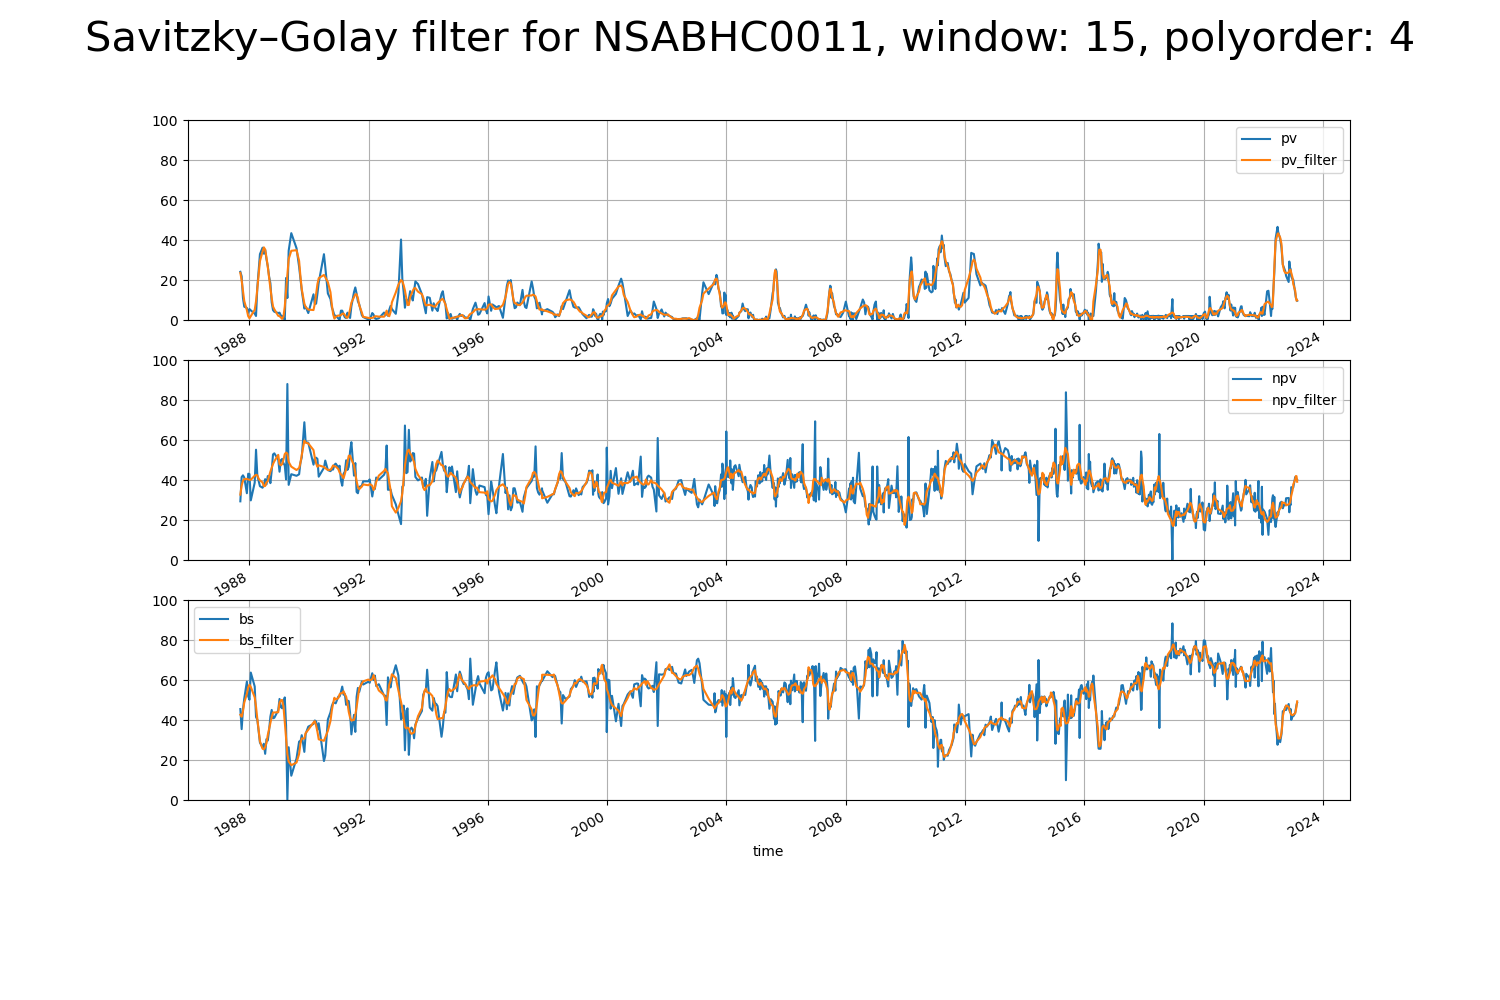 Savitzky–Golay filter for NSABHC0011, window: 15, polyorder: 4
100
80
60
40
20
0
pv
pv_filter
1988 1992 1996 2000 2004 2008 2012 2016 2020 2024
100
80
60
40
20
0
npv
npv_filter
1988 1992 1996 2000 2004 2008 2012 2016 2020 2024
100
80
60
40
20
0
bs
bs_filter
1988 1992 1996 2000 2004 2008 2012 2016 2020 2024
time